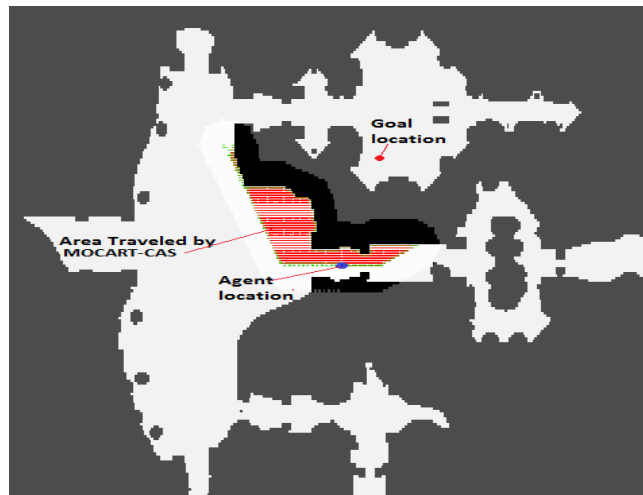 Goal
location
Area Traveled by
MOCART-CAS
Agent
location